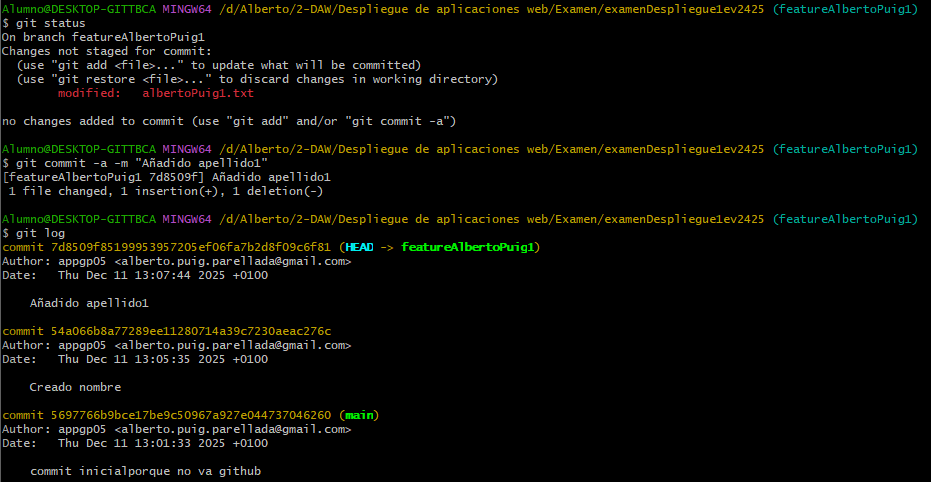 Alumno@DESKTOP-GITTBCA MINGW64 /d/Alberto/2-DAW/Despliegue de aplicaciones web/Examen/examenDespliegue1ev2425 (featureAlbertoPuig1)
$ git status
On branch featureAlbertoPuig1
Changes not staged for commit:
  (use "git add <file>..." to update what will be committed)
  (use "git restore <file>..." to discard changes in working directory)
        modified:   albertoPuig1.txt

no changes added to commit (use "git add" and/or "git commit -a")

Alumno@DESKTOP-GITTBCA MINGW64 /d/Alberto/2-DAW/Despliegue de aplicaciones web/Examen/examenDespliegue1ev2425 (featureAlbertoPuig1)
$ git commit -a -m "Añadido apellido1"
[featureAlbertoPuig1 7d8509f] Añadido apellido1
 1 file changed, 1 insertion(+), 1 deletion(-)

Alumno@DESKTOP-GITTBCA MINGW64 /d/Alberto/2-DAW/Despliegue de aplicaciones web/Examen/examenDespliegue1ev2425 (featureAlbertoPuig1)
$ git log
commit 7d8509f85199953957205ef06fa7b2d8f09c6f81 (HEAD -> featureAlbertoPuig1)
Author: appgp05 <alberto.puig.parellada@gmail.com>
Date:   Thu Dec 11 13:07:44 2025 +0100

    Añadido apellido1

commit 54a066b8a77289ee11280714a39c7230aeac276c
Author: appgp05 <alberto.puig.parellada@gmail.com>
Date:   Thu Dec 11 13:05:35 2025 +0100

    Creado nombre

commit 5697766b9bce17be9c50967a927e044737046260 (main)
Author: appgp05 <alberto.puig.parellada@gmail.com>
Date:   Thu Dec 11 13:01:33 2025 +0100

    commit inicialporque no va github